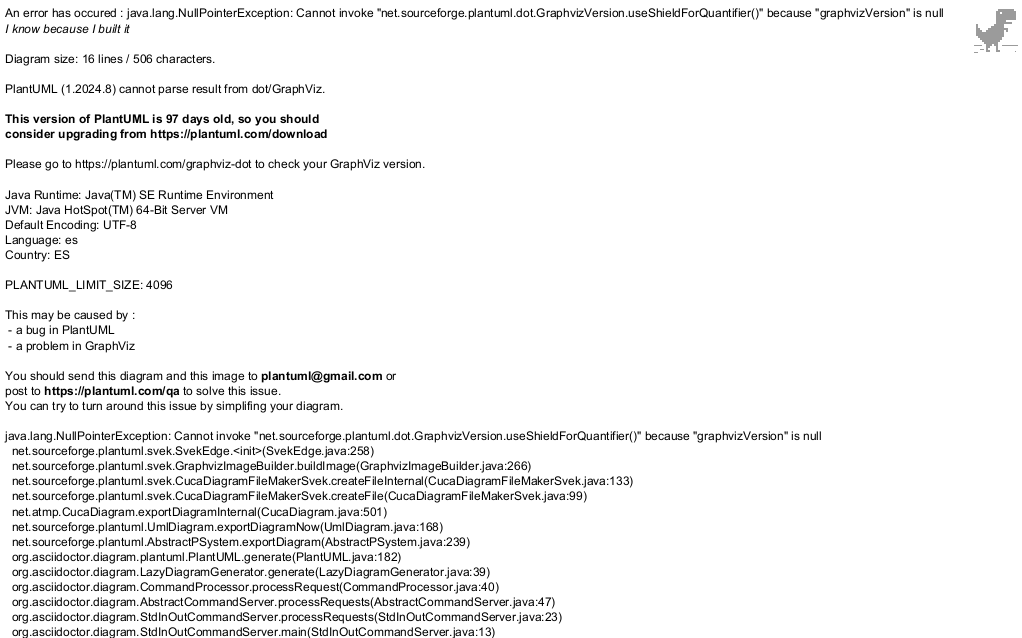 An error has occured : java.lang.NullPointerException: Cannot invoke "net.sourceforge.plantuml.dot.GraphvizVersion.useShieldForQuantifier()" because "graphvizVersion" is null
I know because I built it
Diagram size: 16 lines / 506 characters.
PlantUML (1.2024.8) cannot parse result from dot/GraphViz.
This version of PlantUML is 97 days old, so you should
consider upgrading from https://plantuml.com/download
Please go to https://plantuml.com/graphviz-dot to check your GraphViz version.
Java Runtime: Java(TM) SE Runtime Environment
JVM: Java HotSpot(TM) 64-Bit Server VM
Default Encoding: UTF-8
Language: es
Country: ES
PLANTUML_LIMIT_SIZE: 4096
This may be caused by :
- a bug in PlantUML
- a problem in GraphViz
You should send this diagram and this image to plantuml@gmail.com or
post to https://plantuml.com/qa to solve this issue.
You can try to turn around this issue by simplifing your diagram.
java.lang.NullPointerException: Cannot invoke "net.sourceforge.plantuml.dot.GraphvizVersion.useShieldForQuantifier()" because "graphvizVersion" is null
net.sourceforge.plantuml.svek.SvekEdge.<init>(SvekEdge.java:258)
net.sourceforge.plantuml.svek.GraphvizImageBuilder.buildImage(GraphvizImageBuilder.java:266)
net.sourceforge.plantuml.svek.CucaDiagramFileMakerSvek.createFileInternal(CucaDiagramFileMakerSvek.java:133)
net.sourceforge.plantuml.svek.CucaDiagramFileMakerSvek.createFile(CucaDiagramFileMakerSvek.java:99)
net.atmp.CucaDiagram.exportDiagramInternal(CucaDiagram.java:501)
net.sourceforge.plantuml.UmlDiagram.exportDiagramNow(UmlDiagram.java:168)
net.sourceforge.plantuml.AbstractPSystem.exportDiagram(AbstractPSystem.java:239)
org.asciidoctor.diagram.plantuml.PlantUML.generate(PlantUML.java:182)
org.asciidoctor.diagram.LazyDiagramGenerator.generate(LazyDiagramGenerator.java:39)
org.asciidoctor.diagram.CommandProcessor.processRequest(CommandProcessor.java:40)
org.asciidoctor.diagram.AbstractCommandServer.processRequests(AbstractCommandServer.java:47)
org.asciidoctor.diagram.StdInOutCommandServer.processRequests(StdInOutCommandServer.java:23)
org.asciidoctor.diagram.StdInOutCommandServer.main(StdInOutCommandServer.java:13)